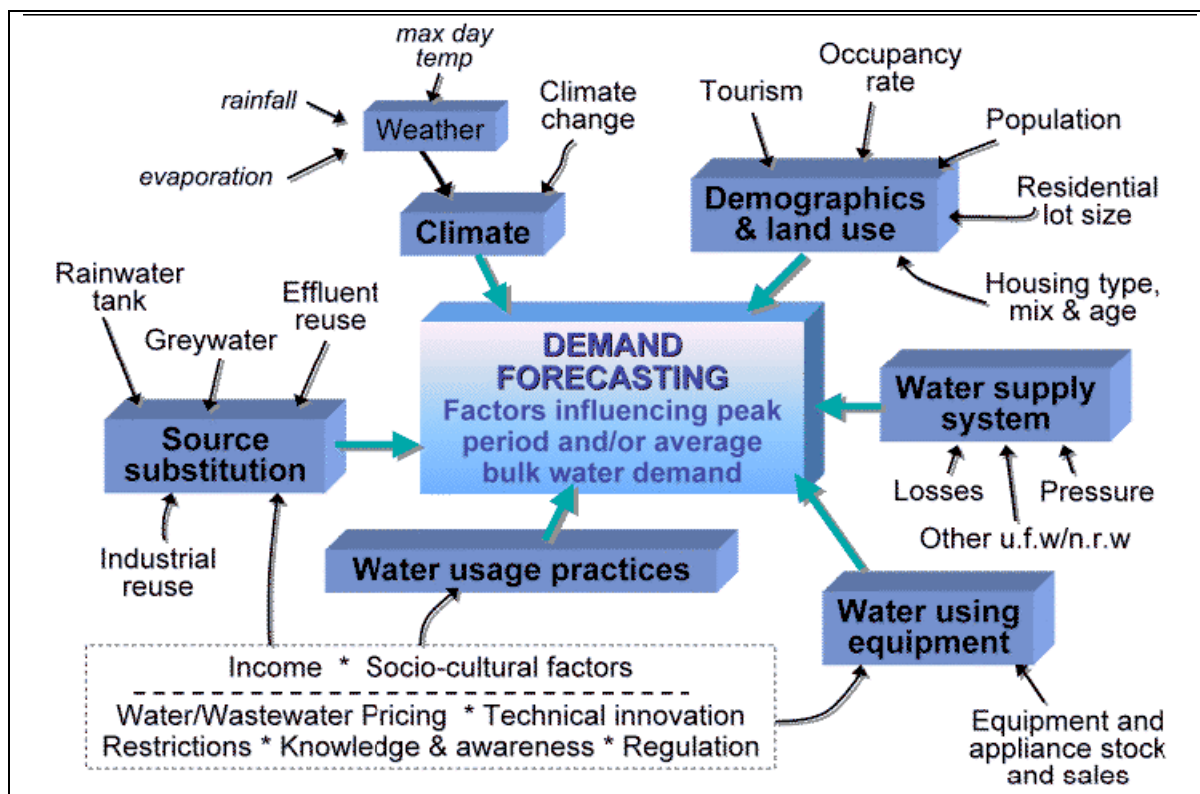 max day
temp
rainfall
Weather
evaporation
Climate
change
Climate
Tourism
Occupancy
rate
Population
Residential
lot size
Housing type,
mix & age
Demographics
& land use
Rainwater
tank
Greywater
Effluent
reuse
Source
substitution
Industrial
reuse
DEMAND
FORECASTING
Factors influencing peak
period and/or average
bulk water demand
Water supply
system
Losses
Pressure
Other u.f.w/n.r.w
Water usage practices
Water using
equipment
Equipment and
appliance stock
and sales
Income * Socio-cultural factors
Water/Wastewater Pricing * Technical innovation
Restrictions * Knowledge & awareness * Regulation